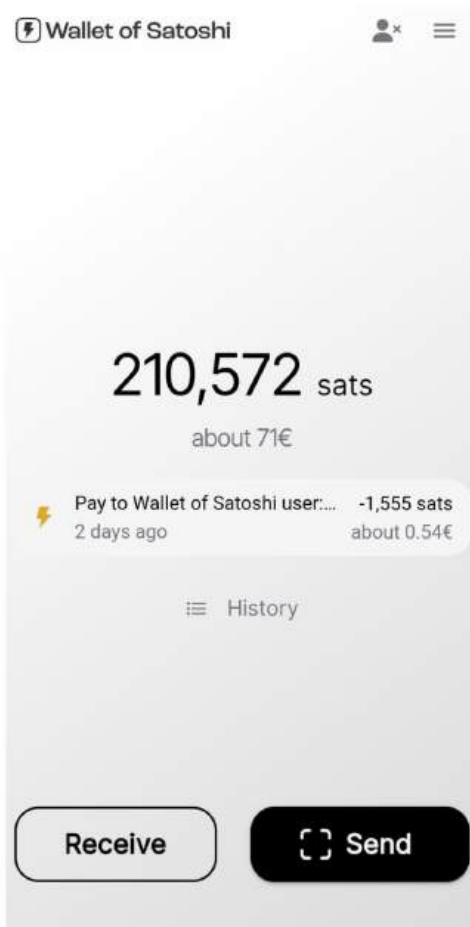 Wallet of Satoshi
210,572 sats
about 71€
Pay to Wallet of Satoshi user:... -1,555 sats
2 days ago about 0.54€
History
Receive Send